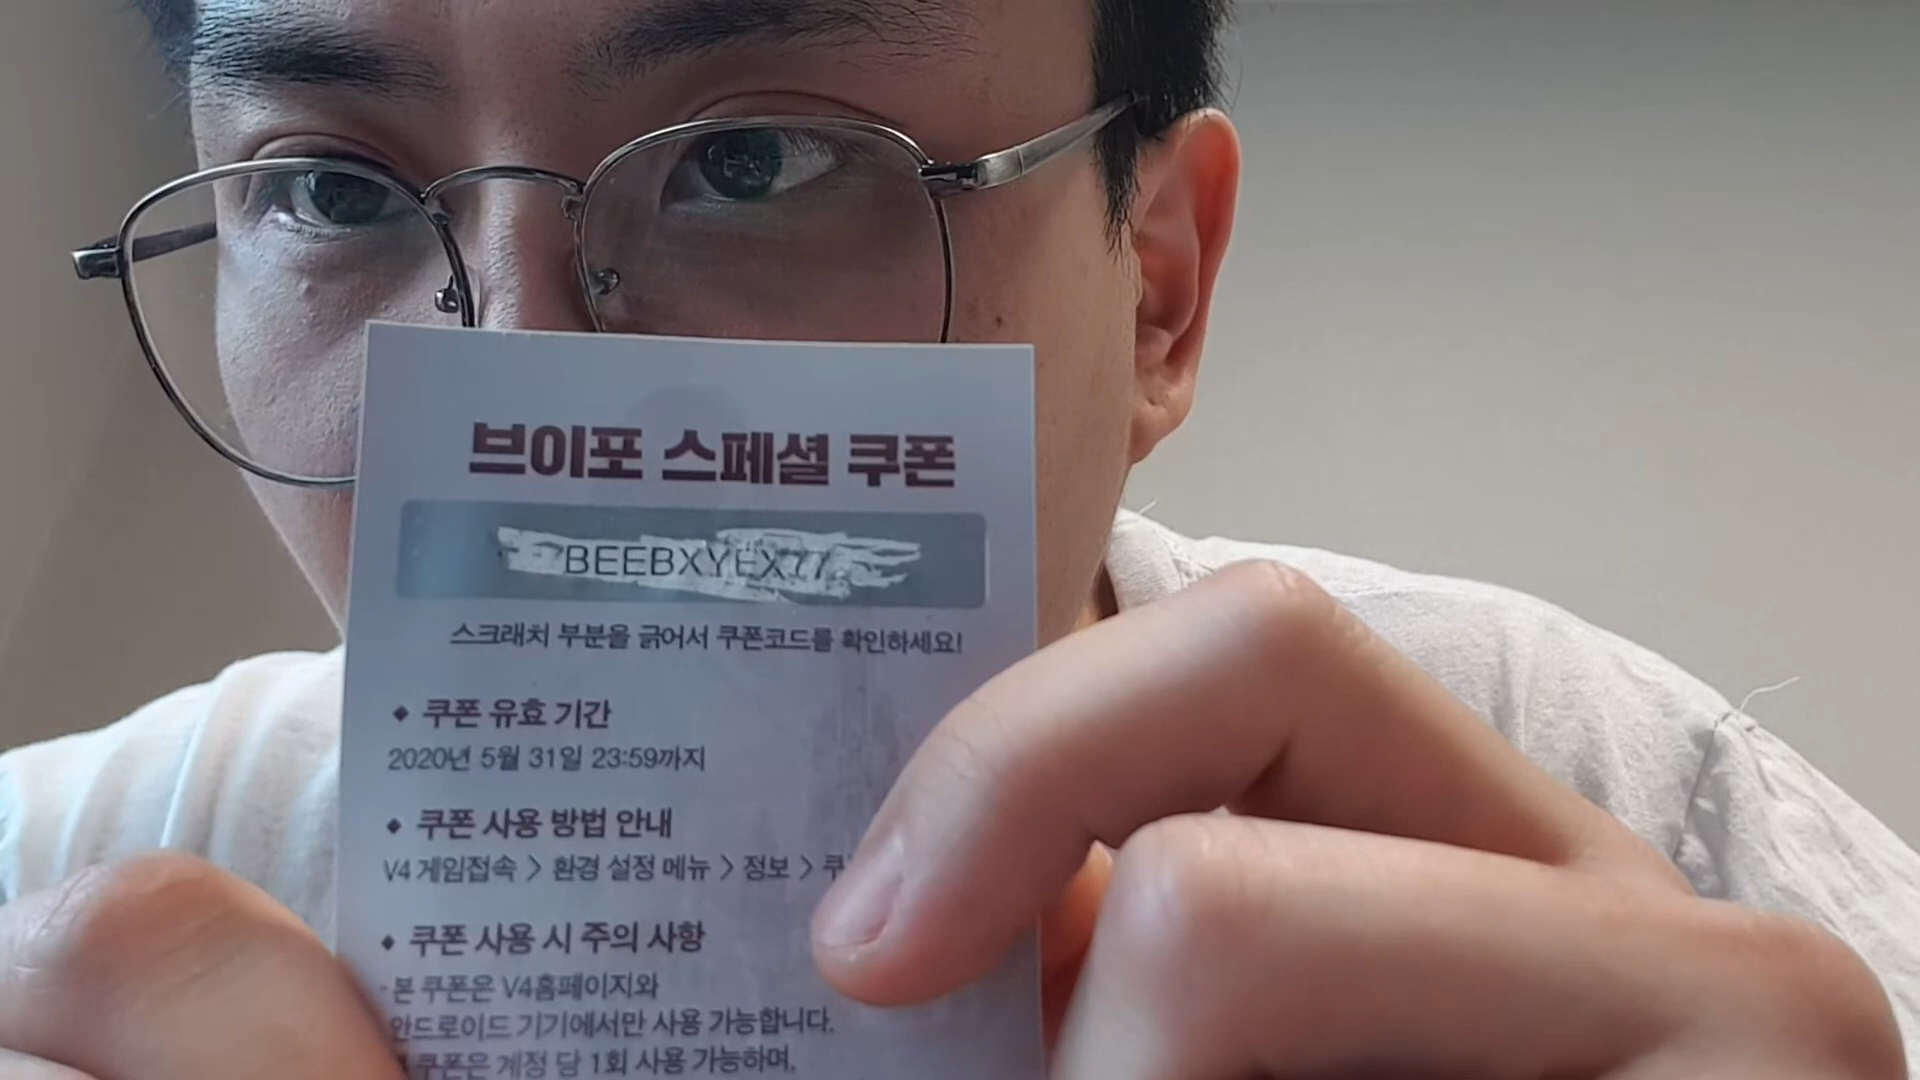 브이포 스페셜 쿠폰
BEEBXYEX77
스크래치 부분을 긁어서 쿠폰코드를 확인하세요!
◆ 쿠폰 유효 기간
2020년 5월 31일 23:59까지
◆ 쿠폰 사용 방법 안내
V4 게임접속 > 환경 설정 메뉴 > 정보 >
◆ 쿠폰 사용 시 주의 사항
- 본 쿠폰은 V4홈페이지와
안드로이드 기기에서만 사용 가능합니다.
쿠폰은 계정 당 1회 사용 가능하며,